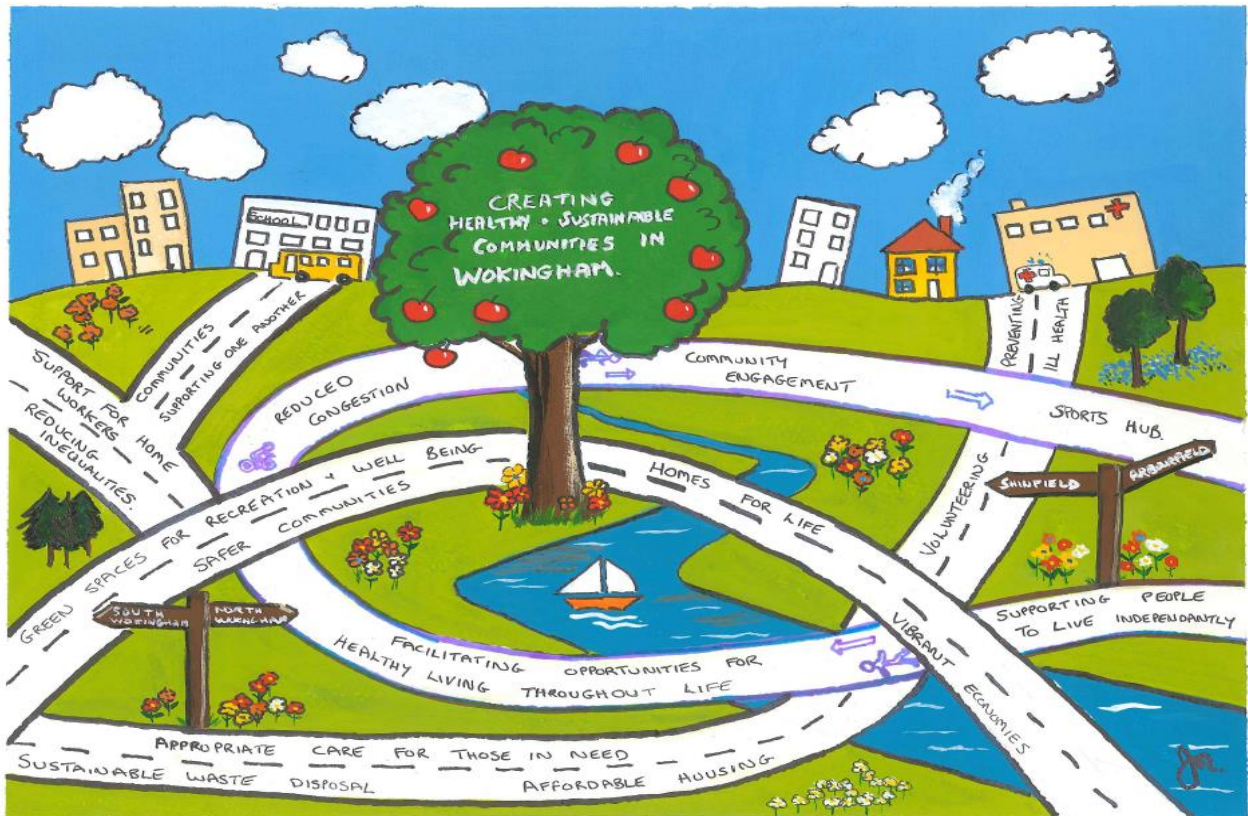 CREATING
HEALTHY + SUSTAINABLE
COMMUNITIES IN
WOKINGHAM.
SCHOOL
COMMUNITIES
SUPPORTING ONE ANOTHER
SUPPORT FOR
WORKERS HOME
REDUCING
INEQUALITIES.
REDUCED
CONGESTION
COMMUNITY
ENGAGEMENT
PREVENTING
ILL HEALTH
SPORTS HUB.
SHINFIELD
ARBORFIELD
GREEN SPACES FOR RECREATION + WELL BEING
SAFER COMMUNITIES
HOMES FOR LIFE
VOLUNTEERING
SOUTH
WOKINGHAM
NORTH
WOKINGHAM
SUPPORTING PEOPLE
TO LIVE INDEPENDANTLY
FACILITATING OPPORTUNITIES FOR
HEALTHY LIVING THROUGHOUT LIFE
VIBRANT
ECONOMIES
APPROPRIATE CARE FOR THOSE IN NEED
SUSTAINABLE WASTE DISPOSAL AFFORDABLE HOUSING